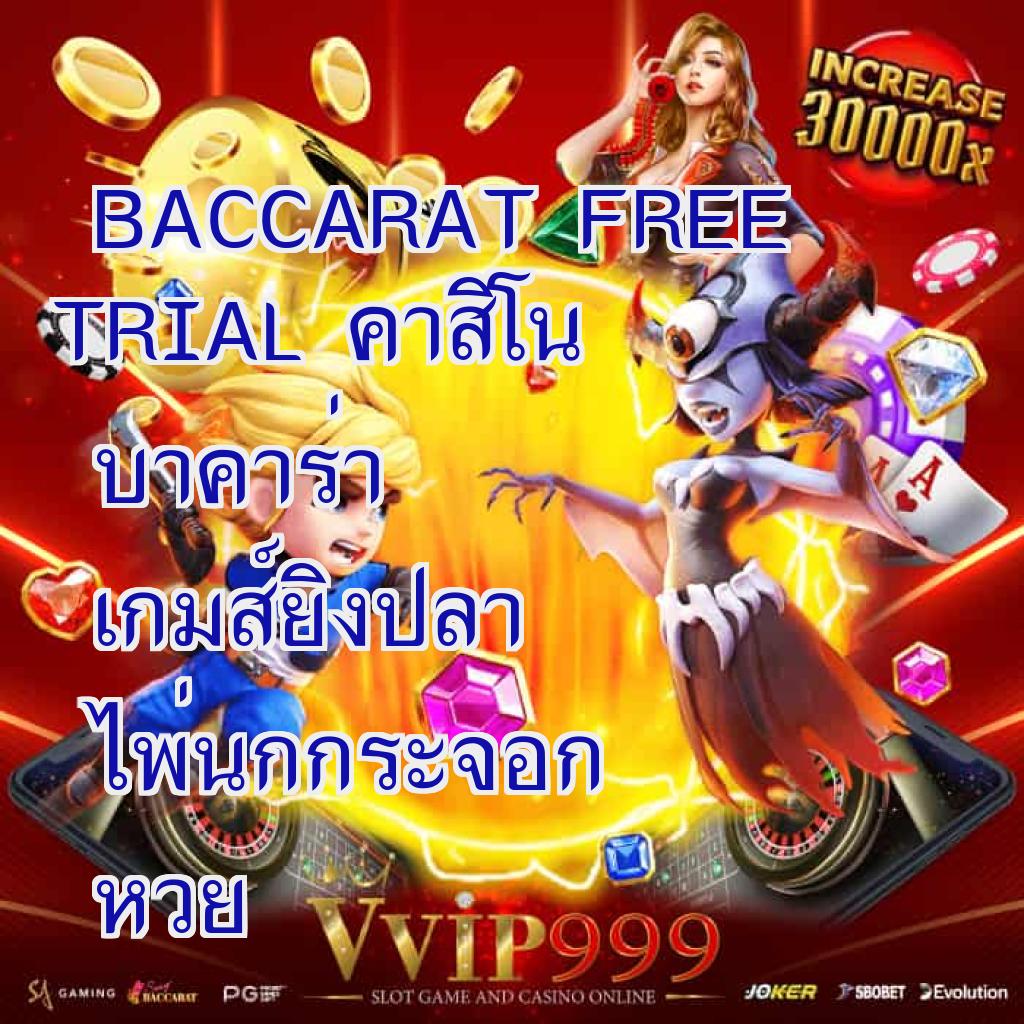 INCREASE
30000x
BACCARAT FREE
TRIAL คาสิโน
บาคาร่า
เกมส์ยิงปลา
ไพ่นกกระจอก
หวย
A
A
VViP999
SLOT GAME AND CASINO ONLINE
SA GAMING
Sexy BACCARAT
PG
JOKER
SBOBET
Evolution